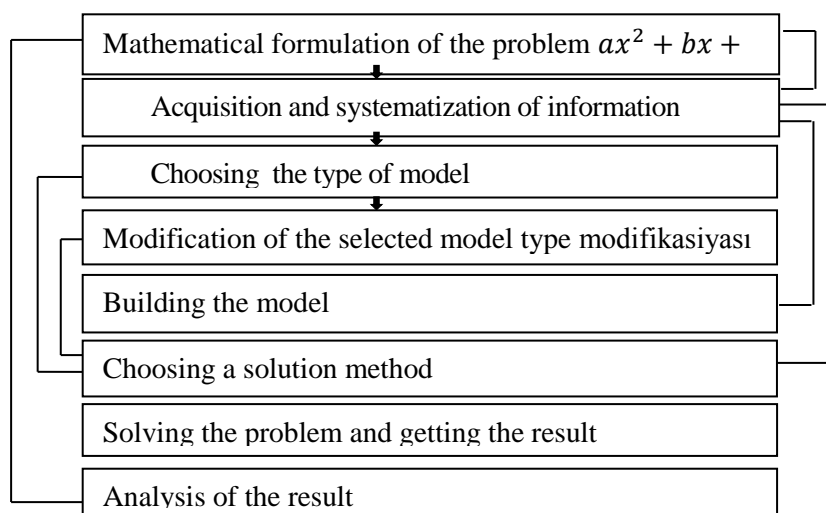 Mathematical formulation of the problem 𝑎𝑥² + 𝑏𝑥 +
Acquisition and systematization of information
Choosing the type of model
Modification of the selected model type modifikasiyası
Building the model
Choosing a solution method
Solving the problem and getting the result
Analysis of the result